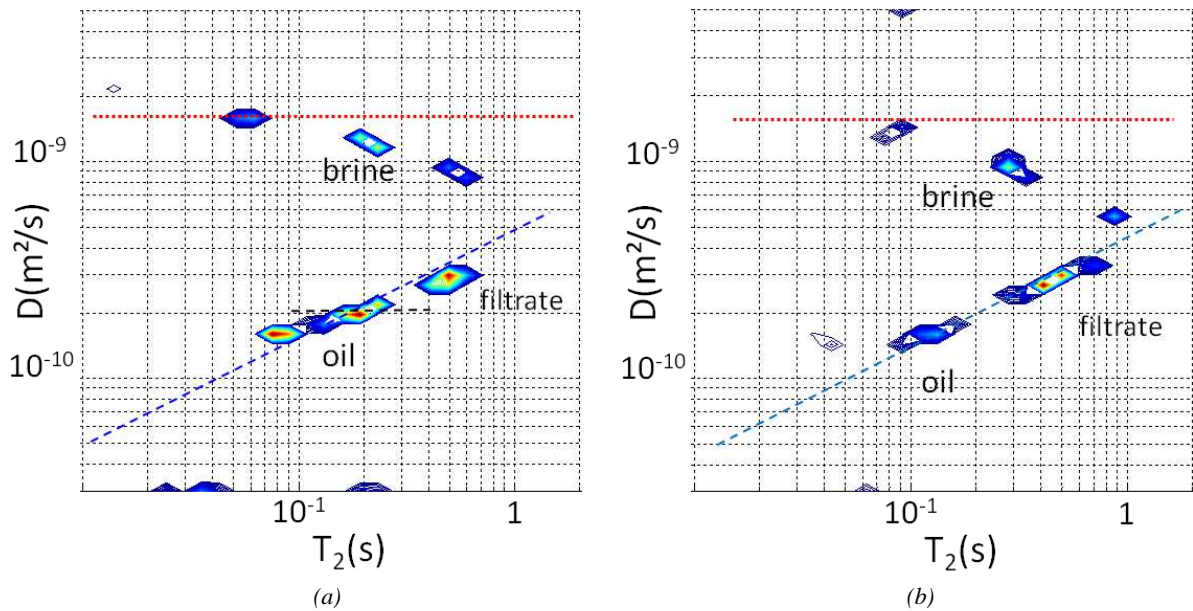 10⁻⁹
D(m²/s)
10⁻¹⁰
brine
filtrate
oil
10⁻¹
1
T₂(s)
(a)
10⁻⁹
D(m²/s)
10⁻¹⁰
brine
filtrate
oil
10⁻¹
1
T₂(s)
(b)